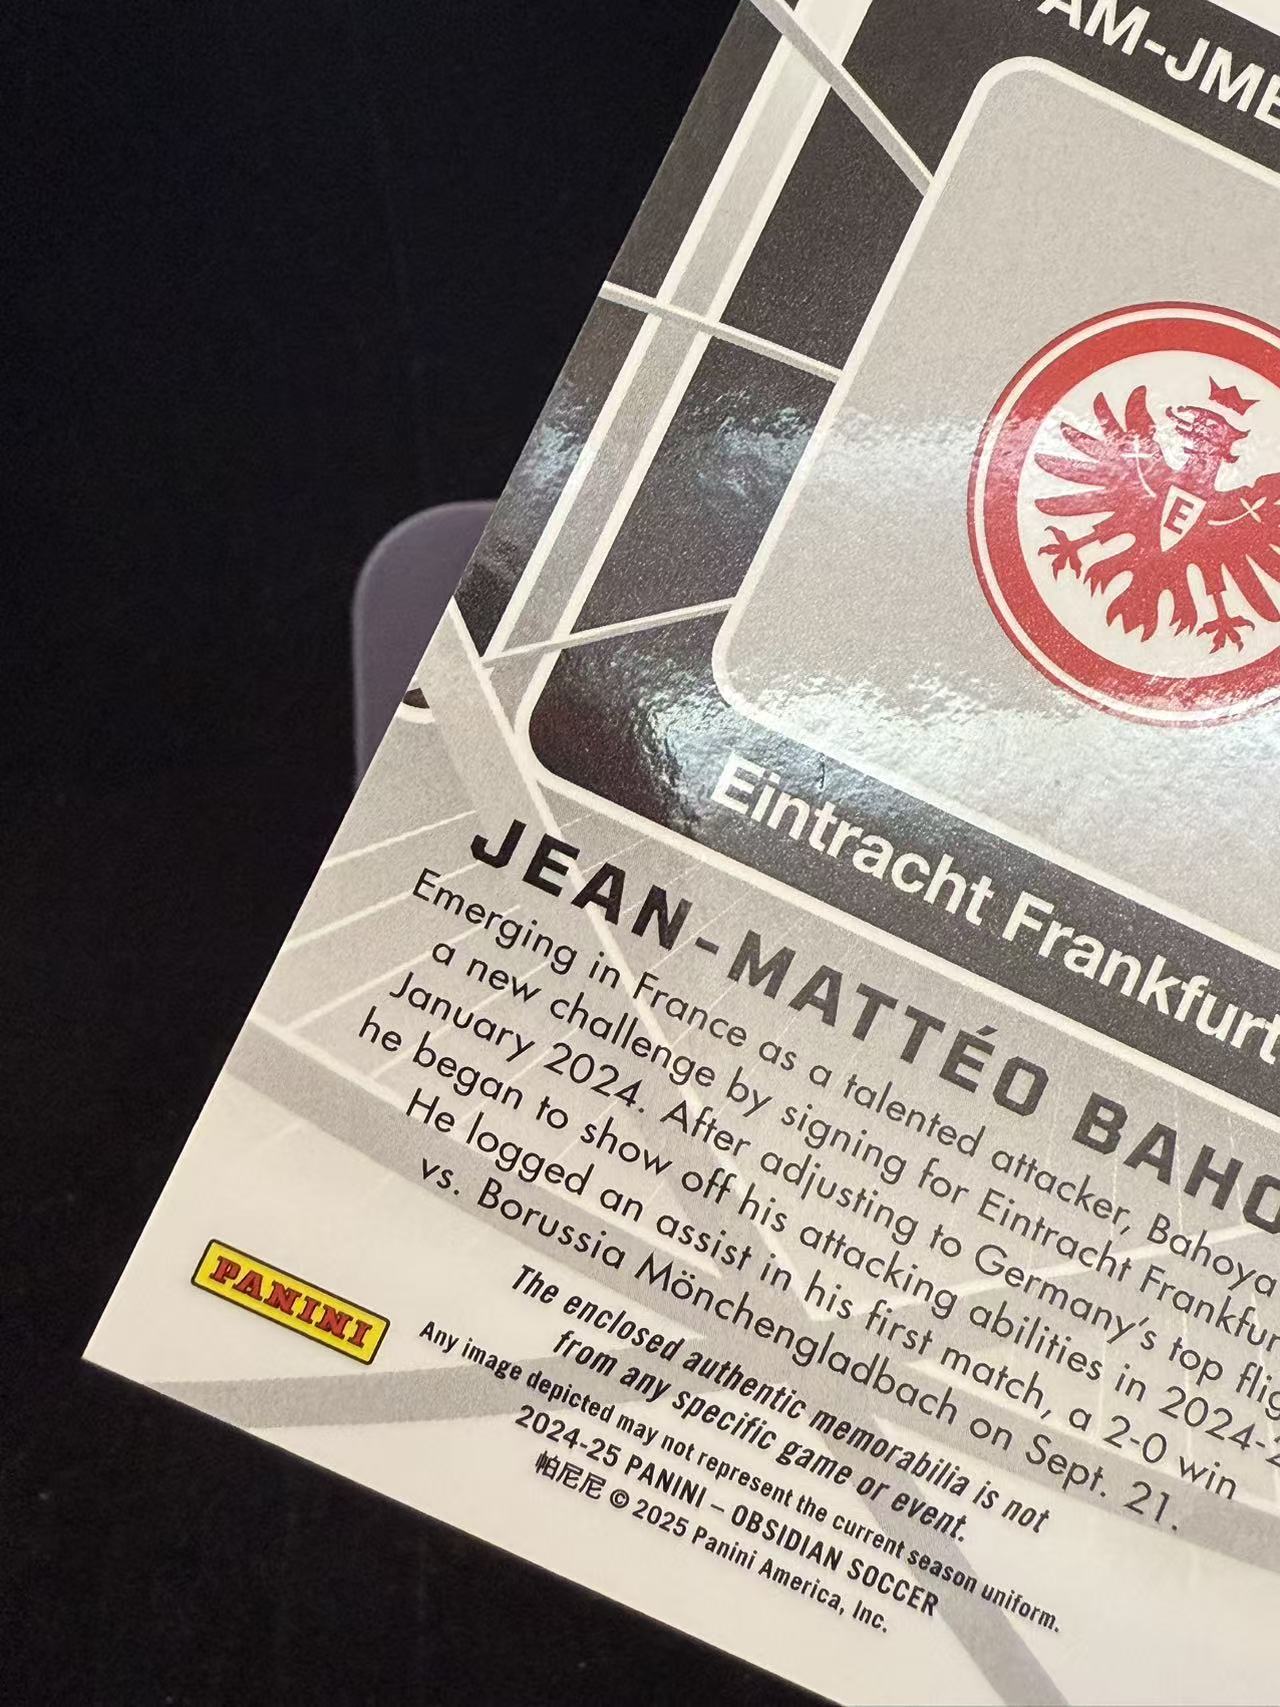 AM-JME
E
Eintracht Frankfurt
JEAN-MATTÉO BAHO
Emerging in France as a talented attacker, Bahoya
a new challenge by signing for Eintracht Frankfur
January 2024. After adjusting to Germany's top flig
he began to show off his attacking abilities in 2024-2
He logged an assist in his first match, a 2-0 win
vs. Borussia Mönchengladbach on Sept. 21.
PANINI
The enclosed authentic memorabilia is not
from any specific game or event.
Any image depicted may not represent the current season uniform.
2024-25 PANINI – OBSIDIAN SOCCER
帕尼尼 © 2025 Panini America, Inc.